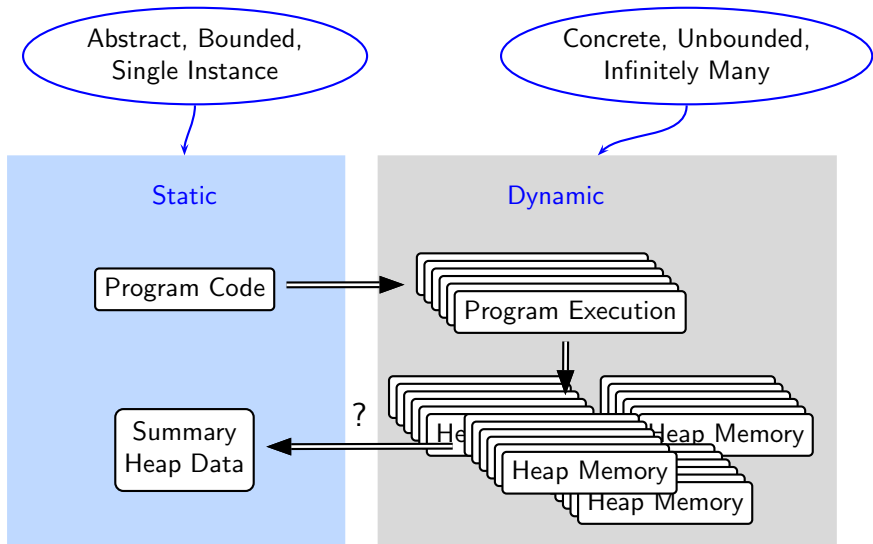 Abstract, Bounded,
Single Instance
Concrete, Unbounded,
Infinitely Many
Static
Dynamic
Program Code
Program Execution
?
Summary
Heap Data
He
Heap Memory
Heap Memory
Heap Memory